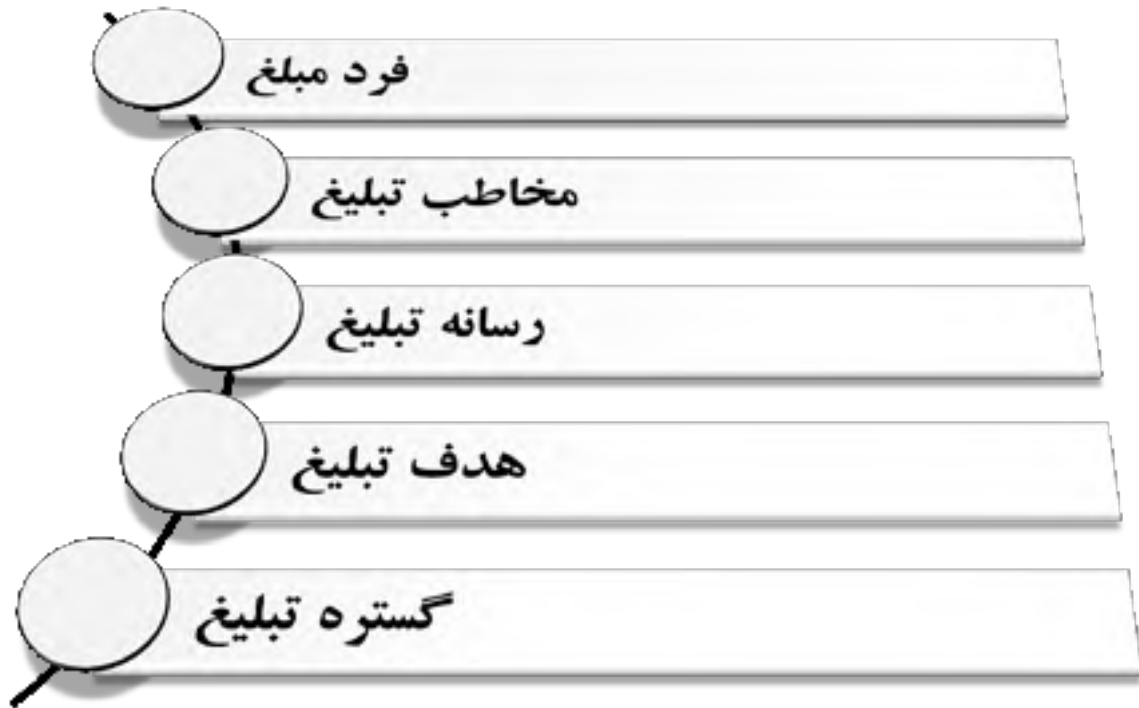 فرد مبلغ
مخاطب تبلیغ
رسانه تبلیغ
هدف تبلیغ
گستره تبلیغ